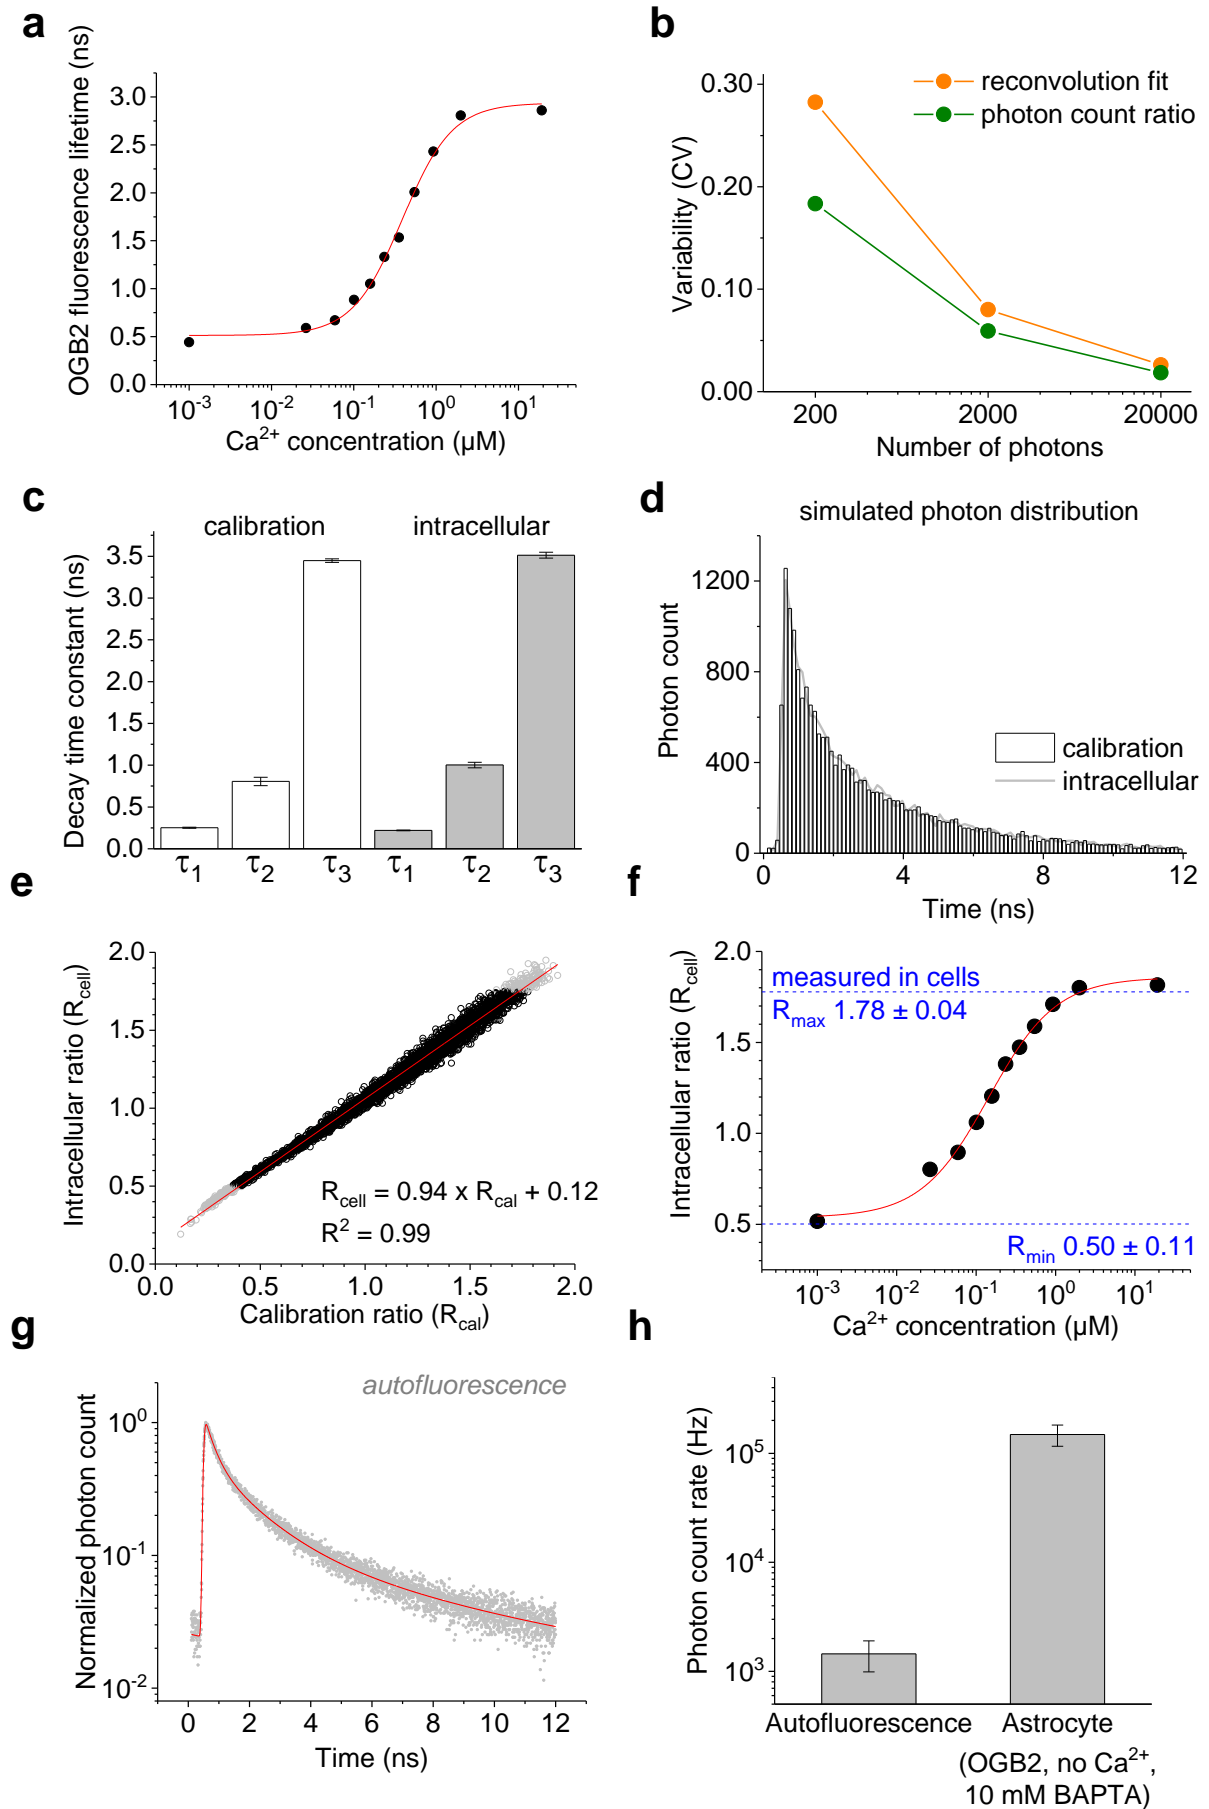 a
OGB2 fluorescence lifetime (ns)
3.0
2.5
2.0
1.5
1.0
0.5
0.0
10⁻³ 10⁻² 10⁻¹ 10⁰ 10¹
Ca²⁺ concentration (µM)
b
Variability (CV)
0.30
0.20
0.10
0.00
reconvolution fit
photon count ratio
200 2000 20000
Number of photons
c
Decay time constant (ns)
calibration intracellular
3.5
3.0
2.5
2.0
1.5
1.0
0.5
0.0
τ₁ τ₂ τ₃ τ₁ τ₂ τ₃
d
simulated photon distribution
Photon count
1200
800
400
0
calibration
intracellular
0 4 8 12
Time (ns)
e
Intracellular ratio (R_cell)
2.0
1.5
1.0
0.5
0.0
R_cell = 0.94 x R_cal + 0.12
R² = 0.99
0.0 0.5 1.0 1.5 2.0
Calibration ratio (R_cal)
f
Intracellular ratio (R_cell)
2.0
1.5
1.0
0.5
measured in cells
R_max 1.78 ± 0.04
R_min 0.50 ± 0.11
10⁻³ 10⁻² 10⁻¹ 10⁰ 10¹
Ca²⁺ concentration (µM)
g
Normalized photon count
autofluorescence
10⁰
10⁻¹
10⁻²
0 2 4 6 8 10 12
Time (ns)
h
Photon count rate (Hz)
10⁵
10⁴
10³
Autofluorescence Astrocyte
(OGB2, no Ca²⁺,
10 mM BAPTA)